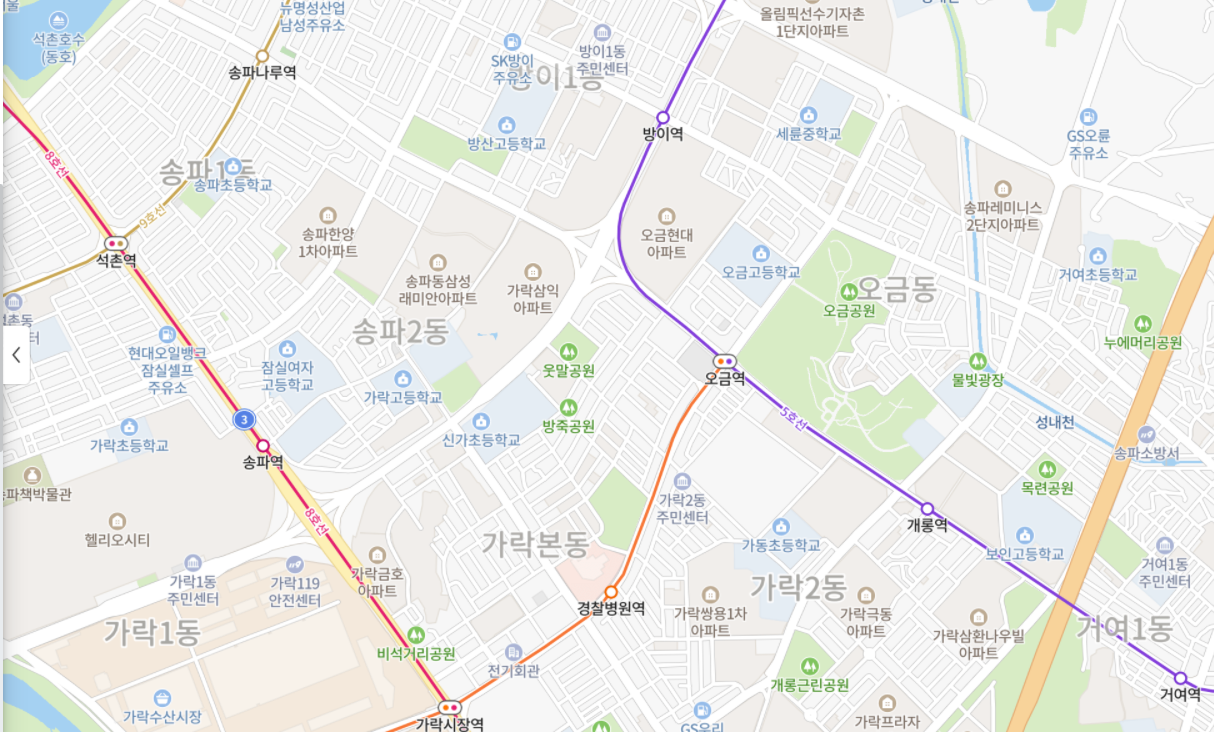 뉴명성산업
남성주유소
올림픽선수기자촌
1단지아파트
석촌호수
(동호)
SK방이
주유소
방이1동
주민센터
방이1동
송파나루역
방이역
방산고등학교
세륜중학교
GS오륜
주유소
8호선
송파1동
송파초등학교
9호선
석촌역
송파한양
1차아파트
오금현대
아파트
송파레미니스
2단지아파트
송파동삼성
래미안아파트
가락삼익
아파트
오금고등학교
오금동
오금공원
거여초등학교
송파2동
현대오일뱅크
잠실셀프
주유소
잠실여자
고등학교
웃말공원
누에머리공원
오금역
물빛광장
가락고등학교
3
5호선
성내천
가락초등학교
신가초등학교
방죽공원
송파소방서
송파역
송파책박물관
가락2동
주민센터
목련공원
8호선
개롱역
헬리오시티
가락본동
가동초등학교
보인고등학교
가락1동
주민센터
가락119
안전센터
가락금호
아파트
거여1동
주민센터
가락2동
경찰병원역
가락쌍용1차
아파트
가락극동
아파트
가락삼환나우빌
아파트
거여1동
가락1동
비석거리공원
전기회관
개롱근린공원
거여역
가락수산시장
가락시장역
가락프라자